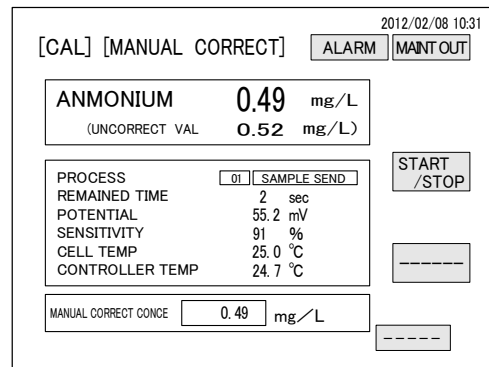 2012/02/08 10:31
[CAL] [MANUAL CORRECT] ALARM MAINT OUT
ANMONIUM 0.49 mg/L
(UNCORRECT VAL 0.52 mg/L)
START
/STOP
PROCESS 01 SAMPLE SEND
REMAINED TIME 2 sec
POTENTIAL 55.2 mV
SENSITIVITY 91 %
CELL TEMP 25.0 ℃
CONTROLLER TEMP 24.7 ℃
------
MANUAL CORRECT CONCE 0.49 mg/L
-----